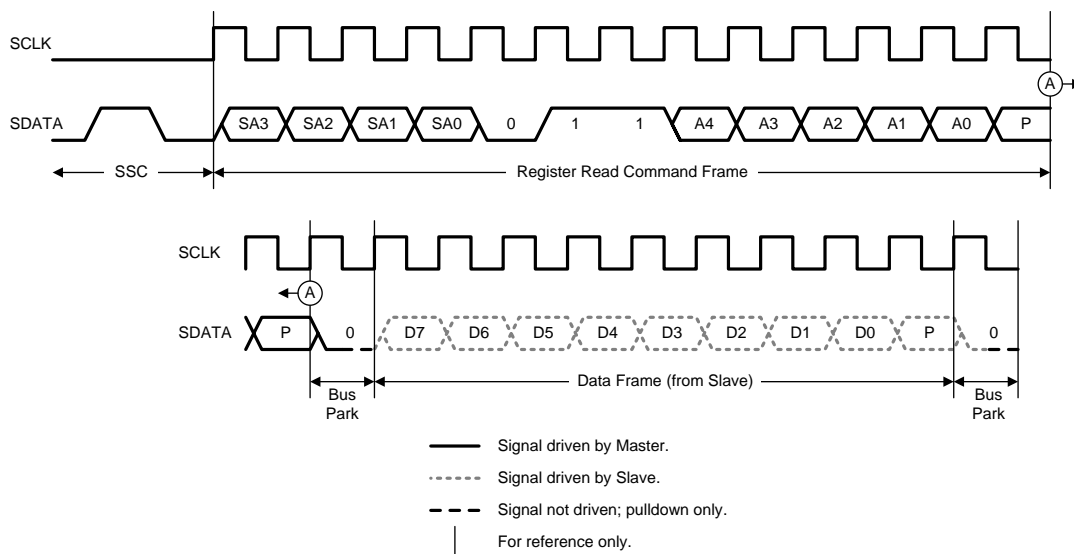 SCLK
A
SDATA SA3 SA2 SA1 SA0 0 1 1 A4 A3 A2 A1 A0 P
SSC Register Read Command Frame
SCLK
A
SDATA P 0 D7 D6 D5 D4 D3 D2 D1 D0 P 0
Bus Park Data Frame (from Slave) Bus Park
Signal driven by Master.
Signal driven by Slave.
Signal not driven; pulldown only.
For reference only.